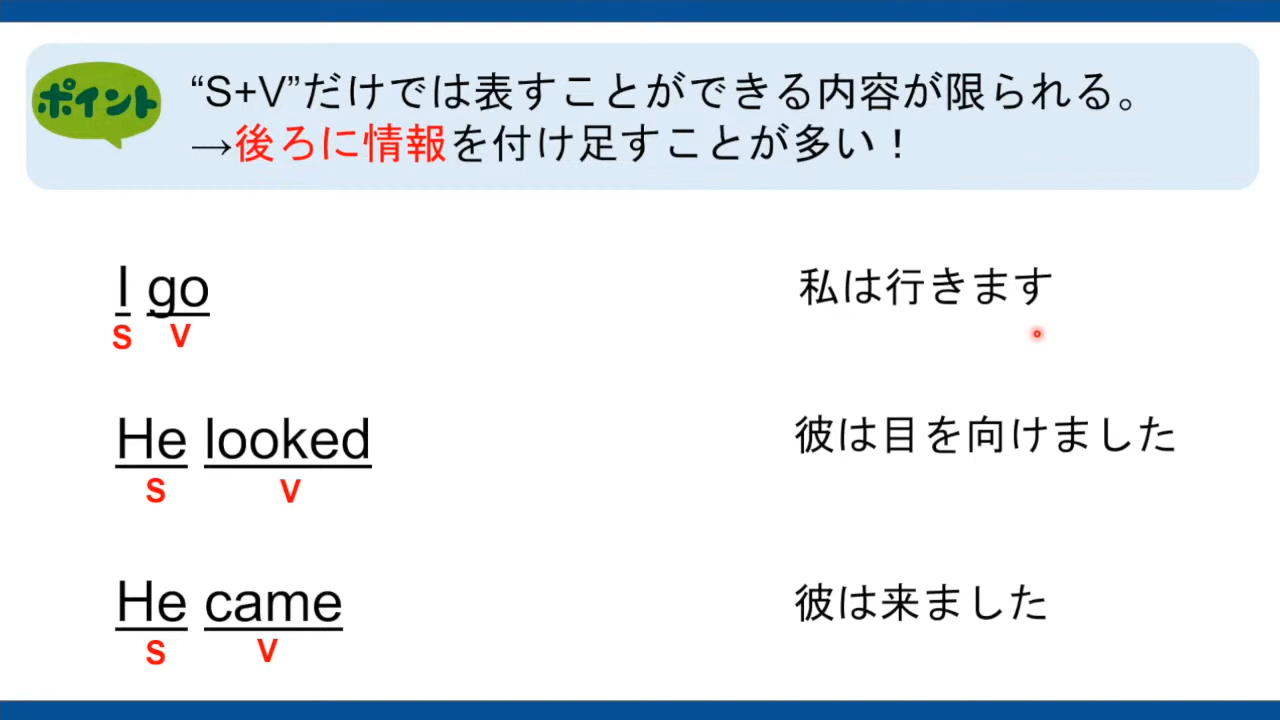 ポイント
“S+V”だけでは表すことができる内容が限られる。
→後ろに情報を付け足すことが多い！
I go
私は行きます
S V
He looked
彼は目を向けました
S V
He came
彼は来ました
S V